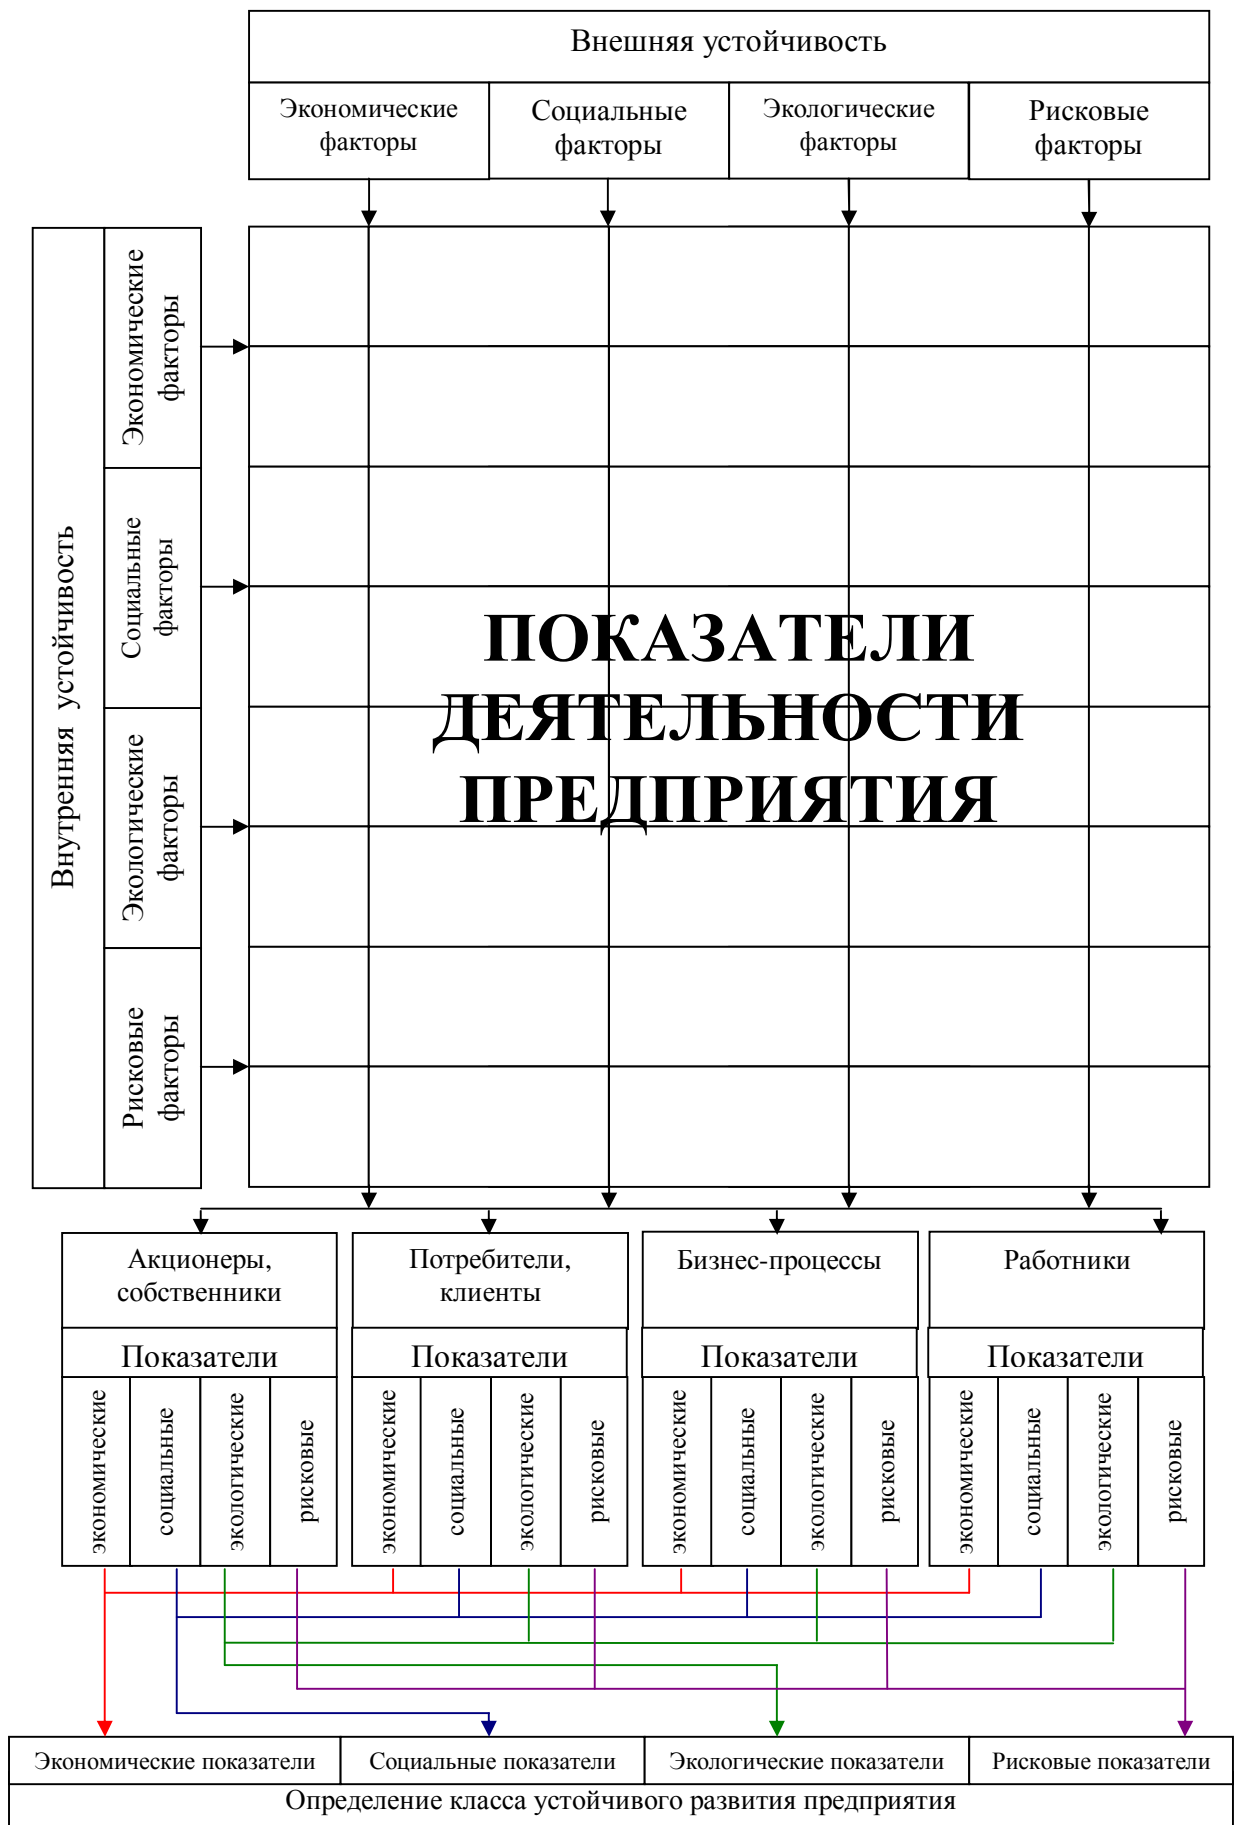 Внешняя устойчивость
Экономические
факторы
Социальные
факторы
Экологические
факторы
Рисковые
факторы
Внутренняя устойчивость
Экономические
факторы
Социальные
факторы
Экологические
факторы
Рисковые
факторы
ПОКАЗАТЕЛИ
ДЕЯТЕЛЬНОСТИ
ПРЕДПРИЯТИЯ
Акционеры,
собственники
Потребители,
клиенты
Бизнес-процессы
Работники
Показатели
Показатели
Показатели
Показатели
экономические
социальные
экологические
рисковые
экономические
социальные
экологические
рисковые
экономические
социальные
экологические
рисковые
экономические
социальные
экологические
рисковые
Экономические показатели
Социальные показатели
Экологические показатели
Рисковые показатели
Определение класса устойчивого развития предприятия